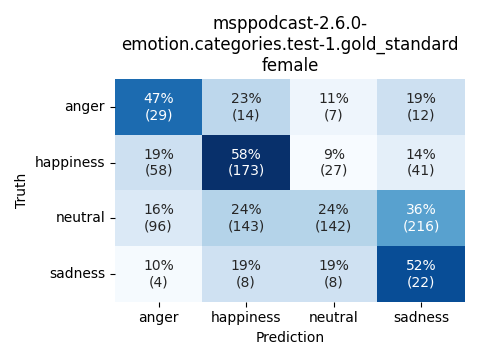 msppodcast-2.6.0-
emotion.categories.test-1.gold_standard
female
Truth
anger
47% 23% 11% 19%
(29) (14) (7) (12)
happiness
19% 58% 9% 14%
(58) (173) (27) (41)
neutral
16% 24% 24% 36%
(96) (143) (142) (216)
sadness
10% 19% 19% 52%
(4) (8) (8) (22)
anger happiness neutral sadness
Prediction